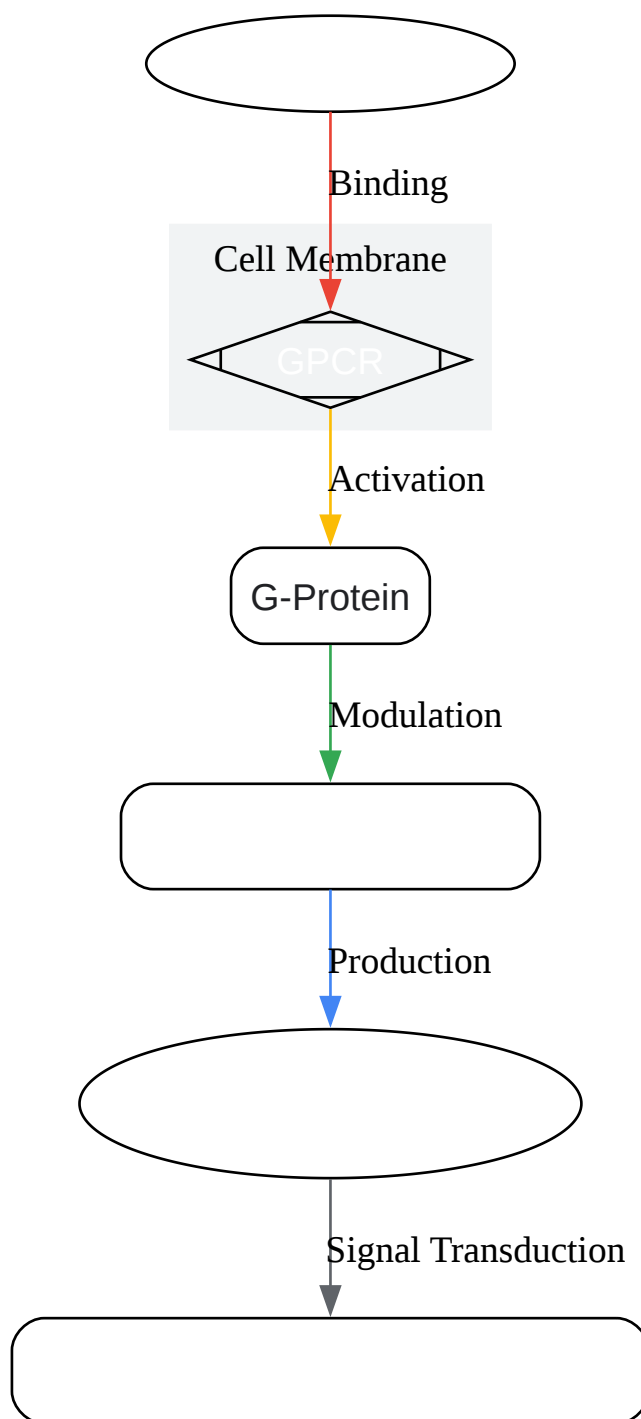 Binding
Cell Membrane
GPCR
Activation
G-Protein
Modulation
Production
Signal Transduction